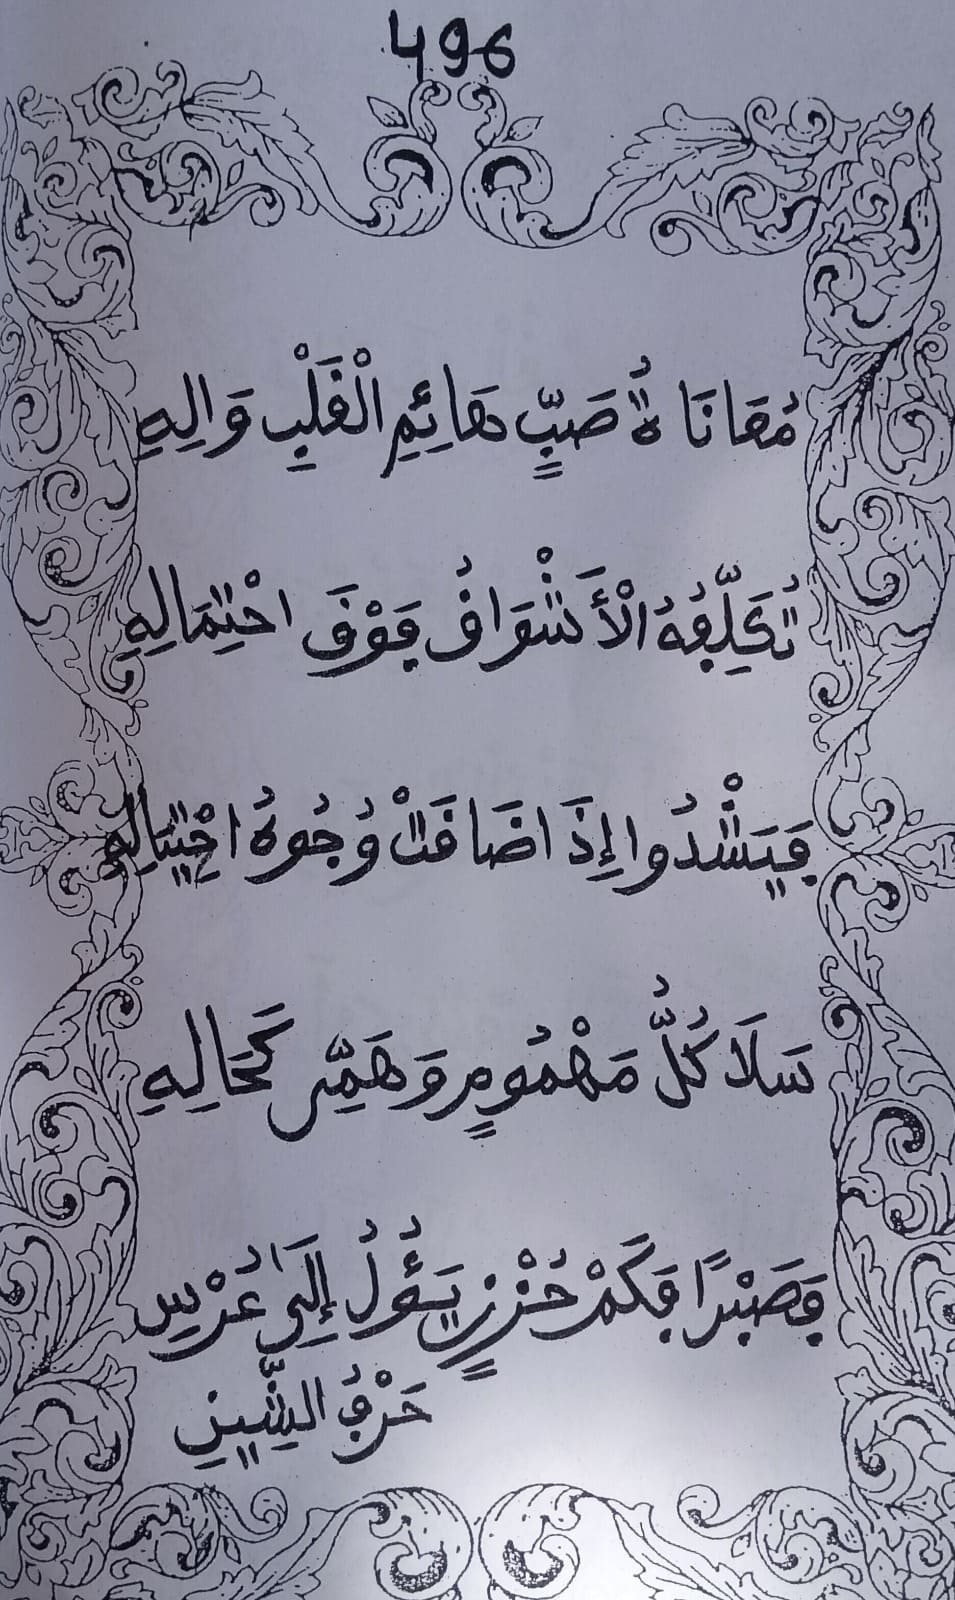 496
مُعَانَاةُ صَبٍّ هَائِمِ الْقَلْبِ وَالِهِ
تُكَلِّفُهُ الْأَشْوَاقُ فَوْقَ احْتِمَالِهِ
فَيَشْدُوا إِذَا ضَاقَتْ وُجُوهُ احْتِيَالِهِ
سَلَا كُلُّ مَهْمُومٍ وَهَمِّي كَحَالِهِ
فَصَبْرًا فَكَمْ حُزْنٍ يَئُولُ إِلَى عُرْسِ
حَرْفُ الشِّينِ